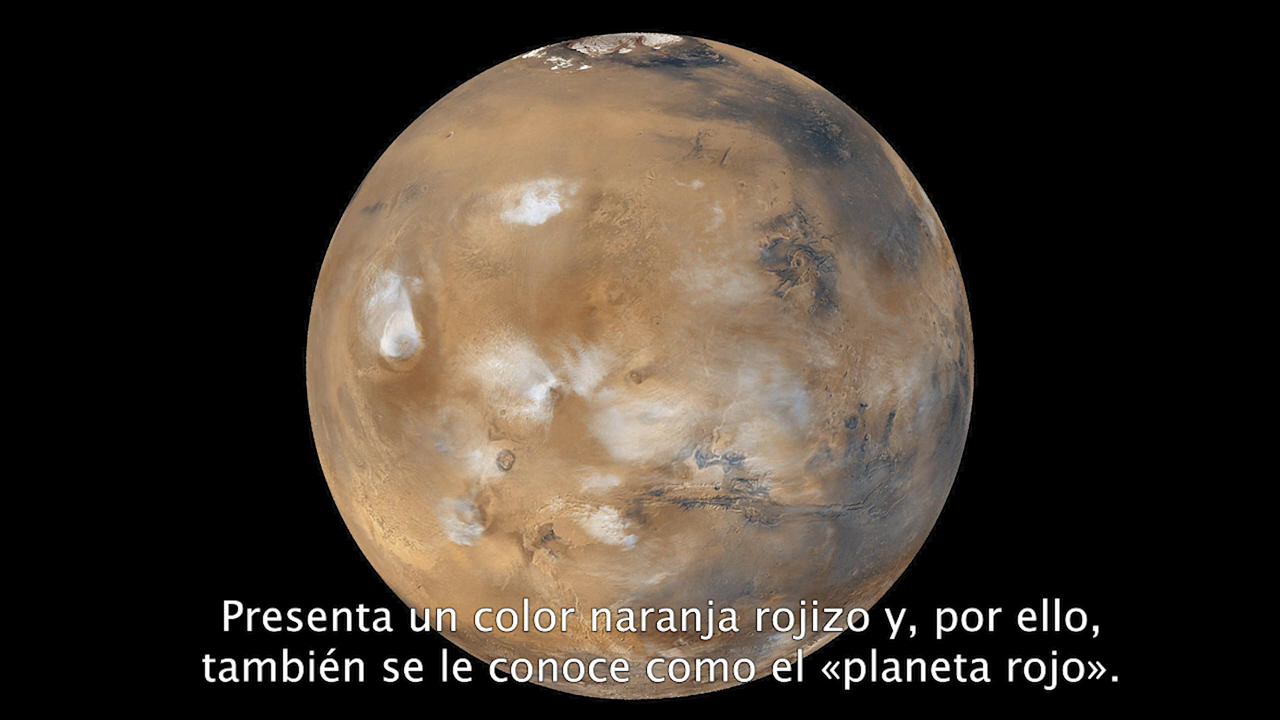 Presenta un color naranja rojizo y, por ello,
también se le conoce como el «planeta rojo».